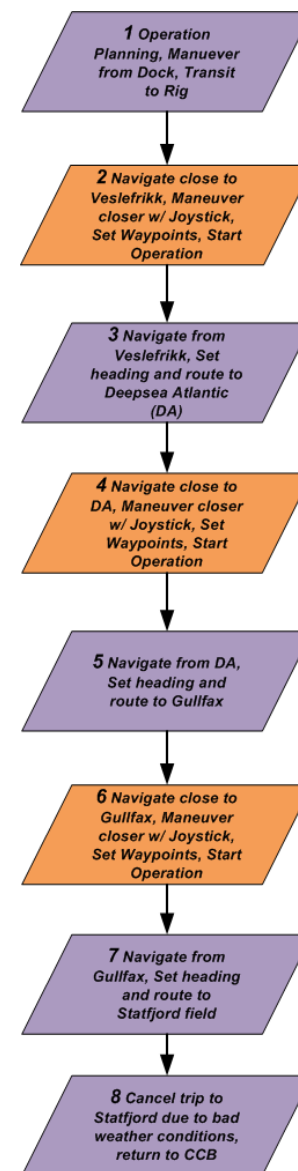 1 Operation
Planning, Manuever
from Dock, Transit
to Rig
2 Navigate close to
Veslefrikk, Maneuver
closer w/ Joystick,
Set Waypoints, Start
Operation
3 Navigate from
Veslefrikk, Set
heading and route to
Deepsea Atlantic
(DA)
4 Navigate close to
DA, Maneuver closer
w/ Joystick, Set
Waypoints, Start
Operation
5 Navigate from DA,
Set heading and
route to Gullfax
6 Navigate close to
Gullfax, Maneuver
closer w/ Joystick,
Set Waypoints, Start
Operation
7 Navigate from
Gullfax, Set heading
and route to
Statfjord field
8 Cancel trip to
Statfjord due to bad
weather conditions,
return to CCB